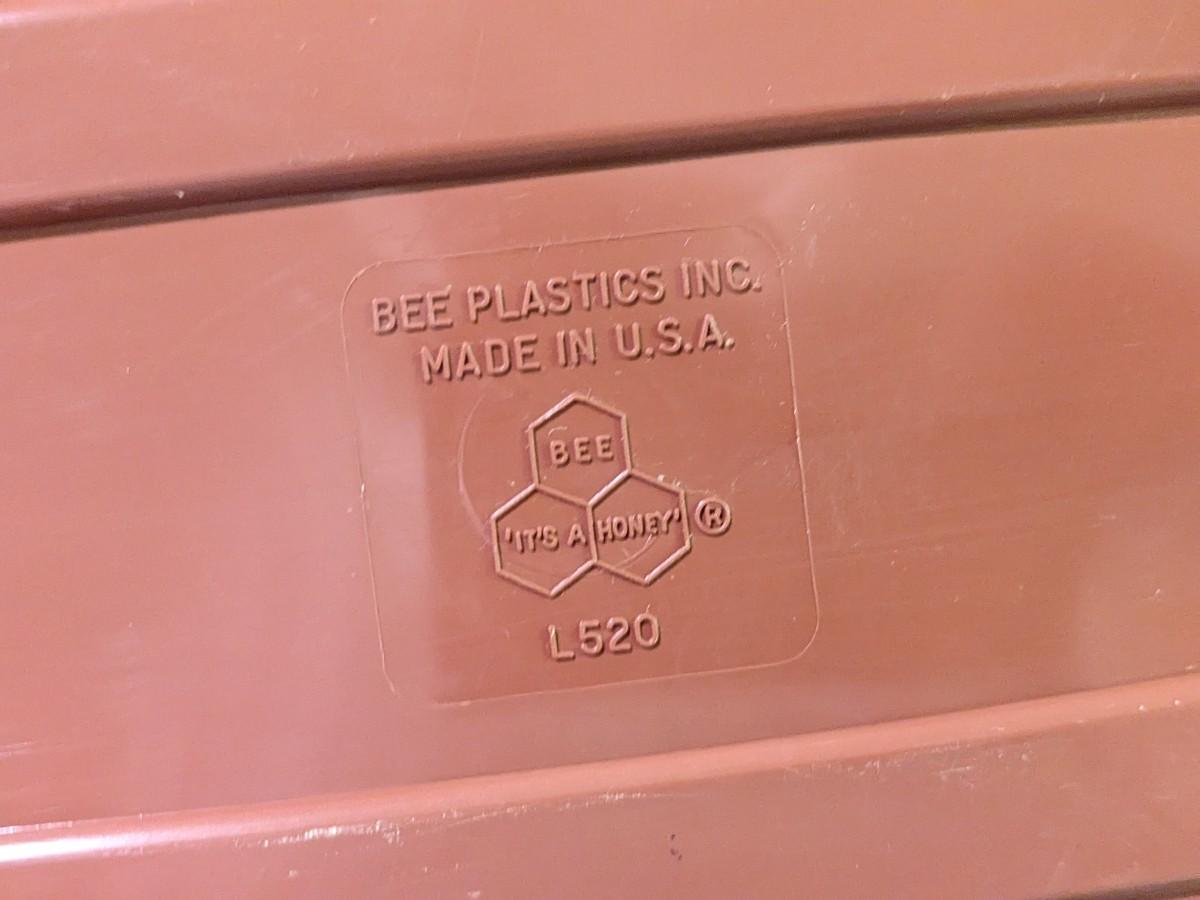 BEE PLASTICS INC.
MADE IN U.S.A.
BEE
'IT'S A HONEY' ®
L520